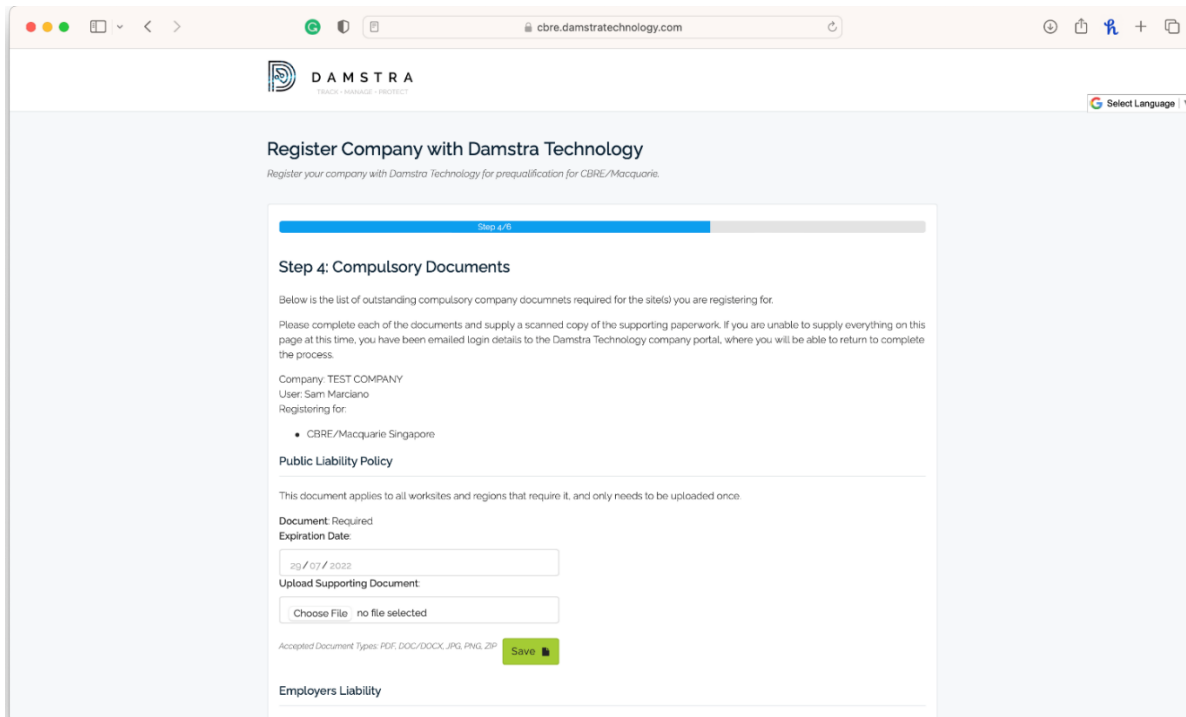 cbre.damstratechnology.com
DAMSTRA
TRACK • MANAGE • PROTECT
G Select Language
Register Company with Damstra Technology
Register your company with Damstra Technology for prequalification for CBRE/Macquarie.
Step 4/6
Step 4: Compulsory Documents
Below is the list of outstanding compulsory company documnets required for the site(s) you are registering for.
Please complete each of the documents and supply a scanned copy of the supporting paperwork. If you are unable to supply everything on this
page at this time, you have been emailed login details to the Damstra Technology company portal, where you will be able to return to complete
the process.
Company: TEST COMPANY
User: Sam Marciano
Registering for:
• CBRE/Macquarie Singapore
Public Liability Policy
This document applies to all worksites and regions that require it, and only needs to be uploaded once.
Document: Required
Expiration Date:
29/07/2022
Upload Supporting Document:
Choose File no file selected
Accepted Document Types: PDF, DOC/DOCX, JPG, PNG, ZIP
Save
Employers Liability